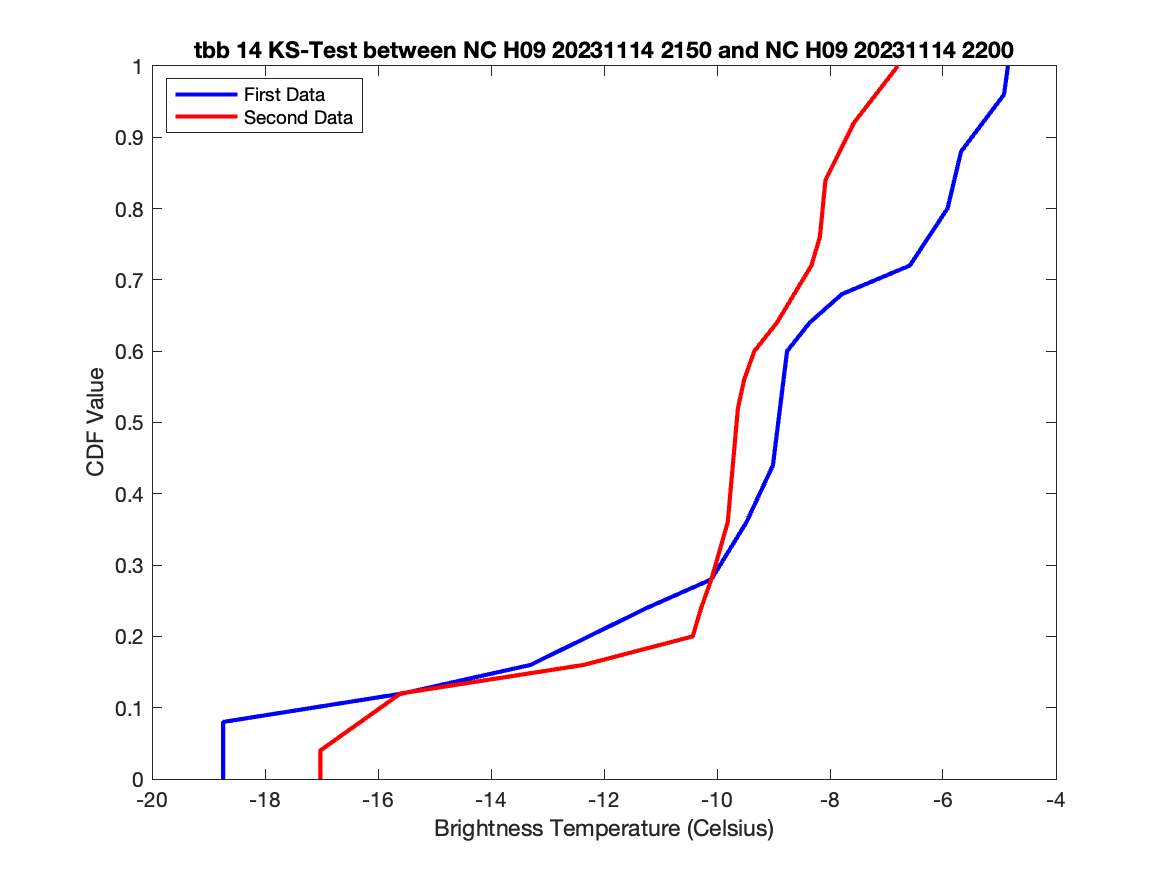 tbb 14 KS-Test between NC H09 20231114 2150 and NC H09 20231114 2200
First Data
Second Data
1
0.9
0.8
0.7
0.6
0.5
0.4
0.3
0.2
0.1
0
CDF Value
-20 -18 -16 -14 -12 -10 -8 -6 -4
Brightness Temperature (Celsius)